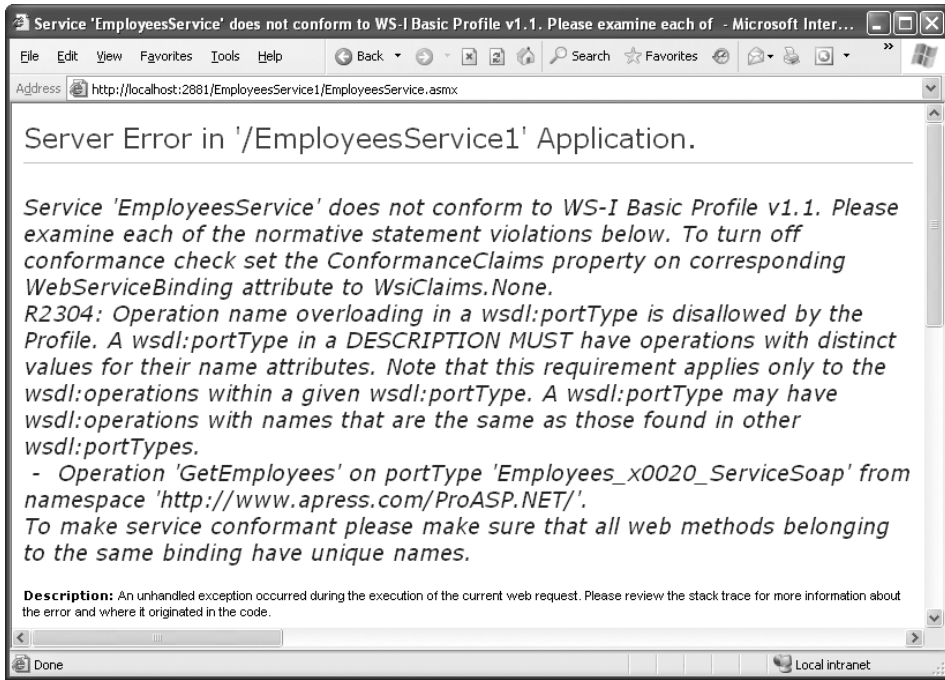 Service 'EmployeesService' does not conform to WS-I Basic Profile v1.1. Please examine each of - Microsoft Inter...
File Edit View Favorites Tools Help Back Search Favorites »
Address http://localhost:2881/EmployeesService1/EmployeesService.asmx
Server Error in '/EmployeesService1' Application.
Service 'EmployeesService' does not conform to WS-I Basic Profile v1.1. Please
examine each of the normative statement violations below. To turn off
conformance check set the ConformanceClaims property on corresponding
WebServiceBinding attribute to WsiClaims.None.
R2304: Operation name overloading in a wsdl:portType is disallowed by the
Profile. A wsdl:portType in a DESCRIPTION MUST have operations with distinct
values for their name attributes. Note that this requirement applies only to the
wsdl:operations within a given wsdl:portType. A wsdl:portType may have
wsdl:operations with names that are the same as those found in other
wsdl:portTypes.
- Operation 'GetEmployees' on portType 'Employees_x0020_ServiceSoap' from
namespace 'http://www.apress.com/ProASP.NET/'.
To make service conformant please make sure that all web methods belonging
to the same binding have unique names.
Description: An unhandled exception occurred during the execution of the current web request. Please review the stack trace for more information about
the error and where it originated in the code.
Done Local intranet